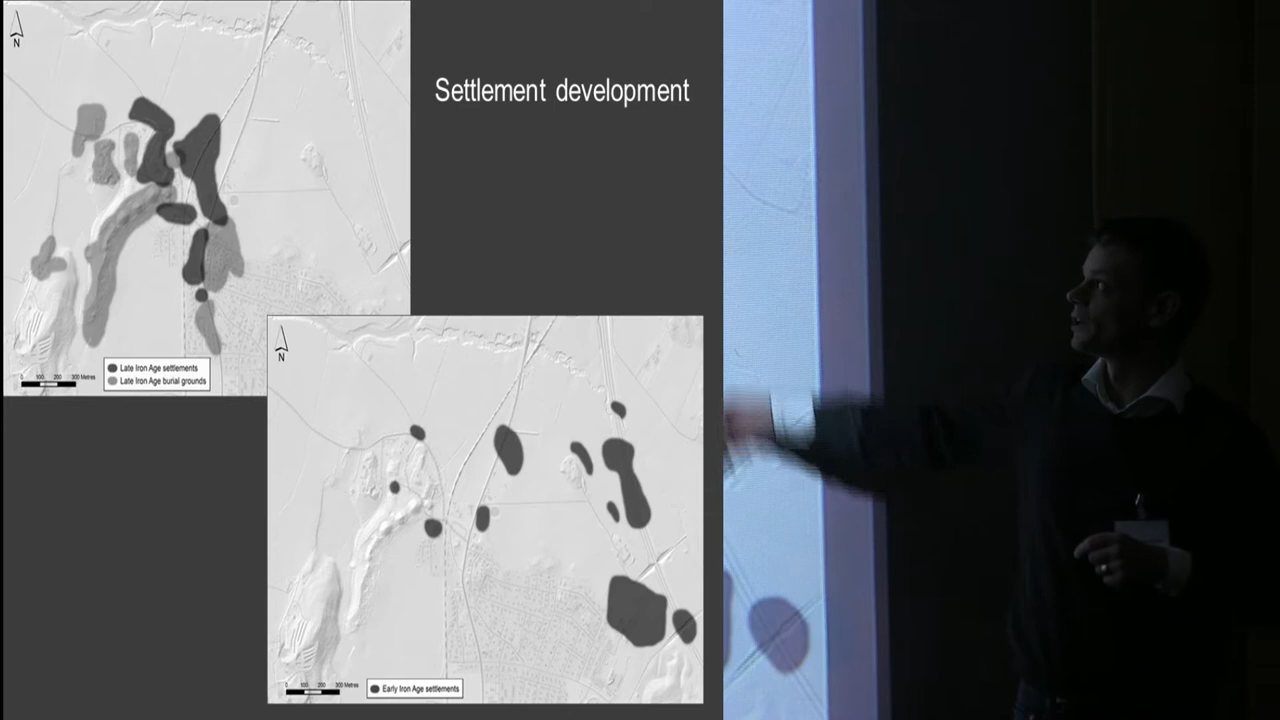 N
Settlement development
Late Iron Age settlements
Late Iron Age burial grounds
0 100 200 300 Metres
N
0 100 200 300 Metres
Early Iron Age settlements